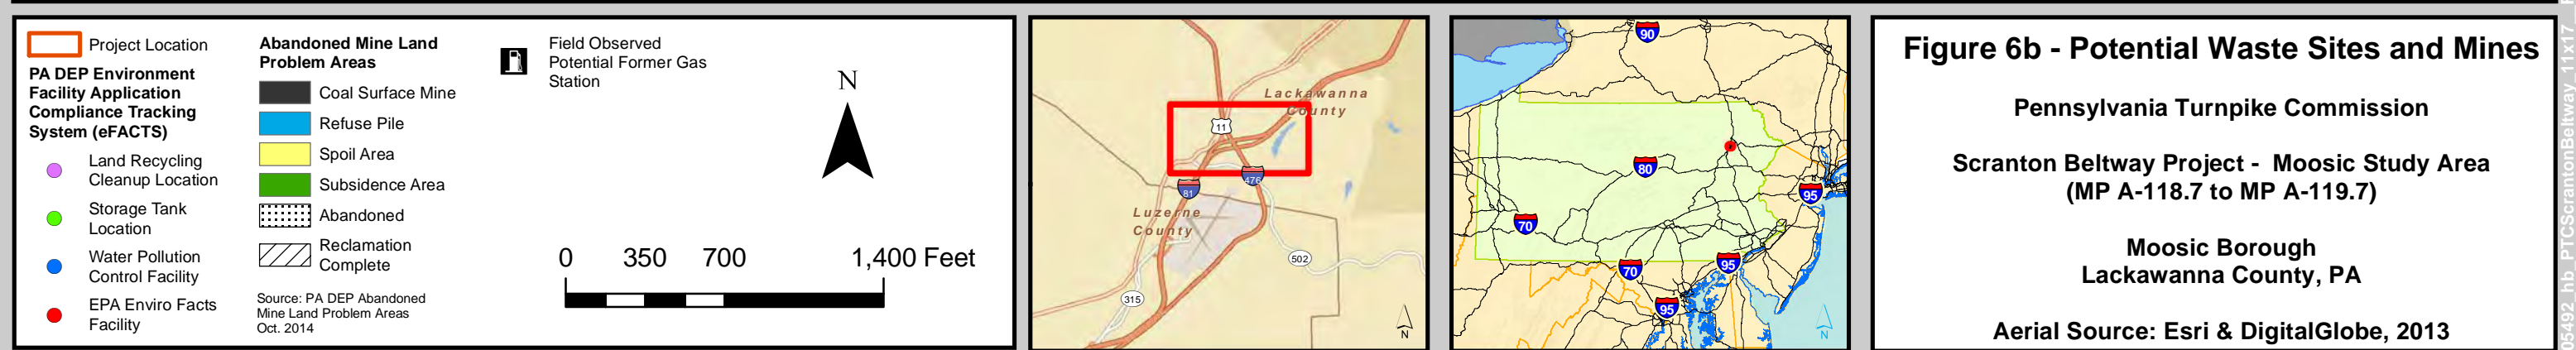 Project Location
PA DEP Environment
Facility Application
Compliance Tracking
System (eFACTS)
Land Recycling
Cleanup Location
Storage Tank
Location
Water Pollution
Control Facility
EPA Enviro Facts
Facility
Abandoned Mine Land
Problem Areas
Coal Surface Mine
Refuse Pile
Spoil Area
Subsidence Area
Abandoned
Reclamation
Complete
Source: PA DEP Abandoned
Mine Land Problem Areas
Oct. 2014
Field Observed
Potential Former Gas
Station
N
0 350 700 1,400 Feet
Lackawanna
County
11
476
81
Luzerne
County
502
315
N
90
80
95
70
70
95
95
N
Figure 6b - Potential Waste Sites and Mines
Pennsylvania Turnpike Commission
Scranton Beltway Project - Moosic Study Area
(MP A-118.7 to MP A-119.7)
Moosic Borough
Lackawanna County, PA
Aerial Source: Esri & DigitalGlobe, 2013
PTCScrantonBeltway_11x17